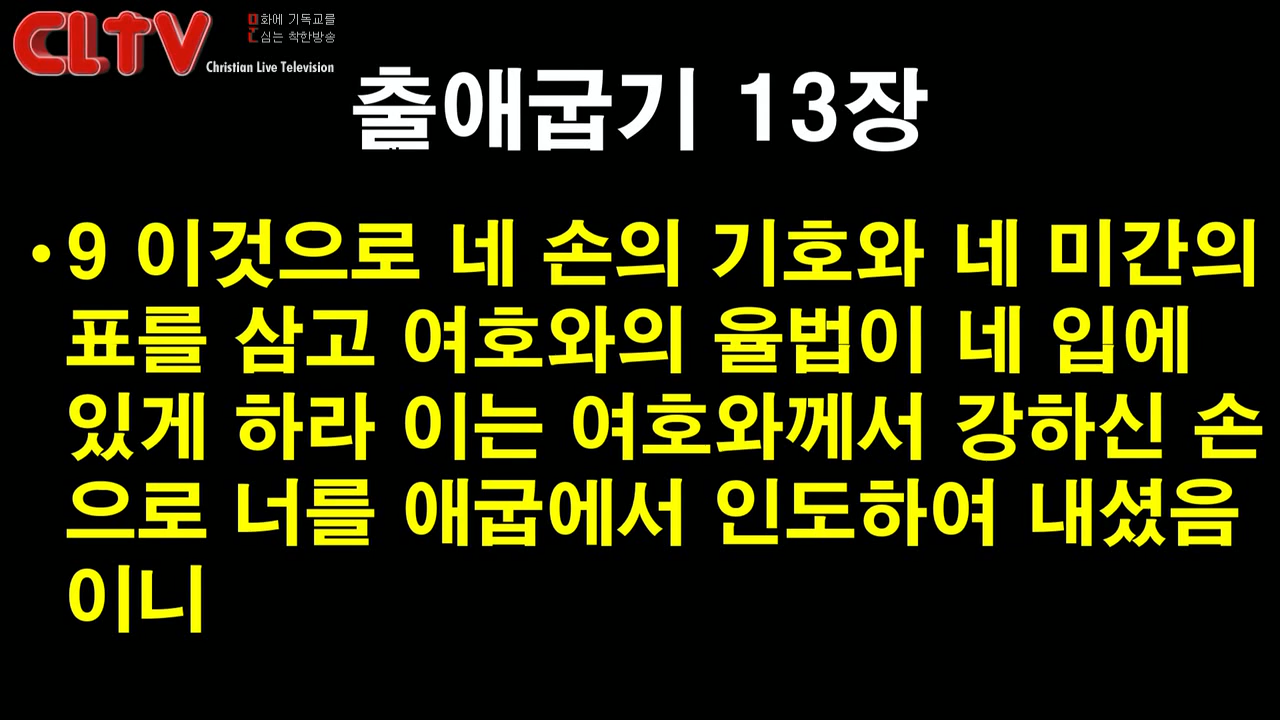 CLTV
문화에 기독교를
심는 착한방송
Christian Live Television
출애굽기 13장
• 9 이것으로 네 손의 기호와 네 미간의
표를 삼고 여호와의 율법이 네 입에
있게 하라 이는 여호와께서 강하신 손
으로 너를 애굽에서 인도하여 내셨음
이니